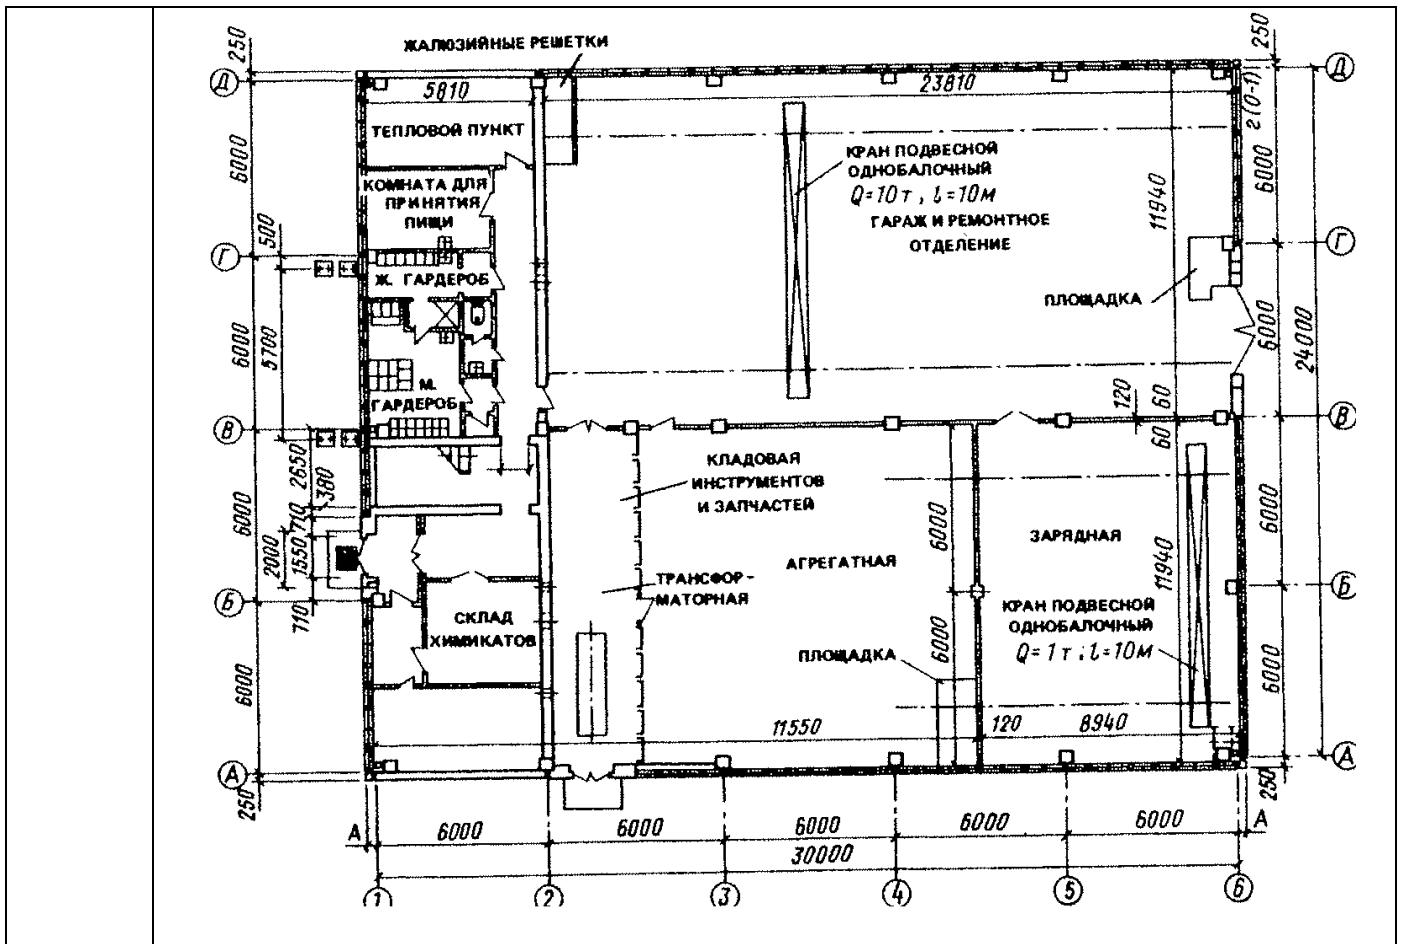 ЖАЛЮЗИЙНЫЕ РЕШЕТКИ
250
250
Д
Д
5810
23810
2(0-1)
ТЕПЛОВОЙ ПУНКТ
6000
6000
КРАН ПОДВЕСНОЙ
ОДНОБАЛОЧНЫЙ
Q=10т, l=10м
11940
КОМНАТА ДЛЯ
ПРИНЯТИЯ
ПИЩИ
ГАРАЖ И РЕМОНТНОЕ
ОТДЕЛЕНИЕ
500
Г
Г
Ж. ГАРДЕРОБ
ПЛОЩАДКА
6000
5700
6000
24000
М.
ГАРДЕРОБ
120
60
60
В
В
2650
380
710
КЛАДОВАЯ
ИНСТРУМЕНТОВ
И ЗАПЧАСТЕЙ
6000
6000
6000
ЗАРЯДНАЯ
11940
2000
1550
АГРЕГАТНАЯ
ТРАНСФОР-
МАТОРНАЯ
Б
Б
710
СКЛАД
ХИМИКАТОВ
КРАН ПОДВЕСНОЙ
ОДНОБАЛОЧНЫЙ
Q=1т, l=10м
6000
ПЛОЩАДКА
6000
6000
11550
120
8940
А
А
250
250
А
6000
6000
6000
6000
6000
А
30000
1
2
3
4
5
6